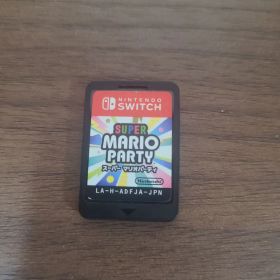 NINTENDO
SWITCH
SUPER
MARIO
PARTY
スーパー マリオパーティ
Nintendo
LA-H-ADFJA-JPN